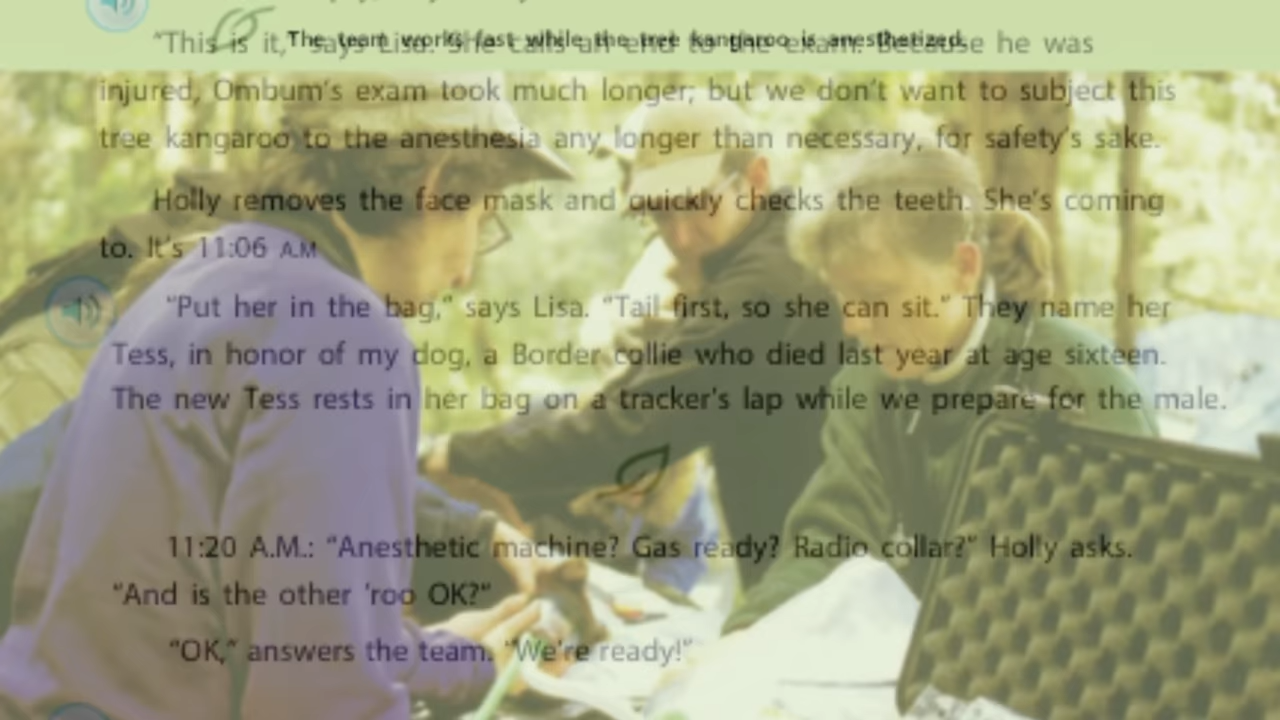 "This is it," says Lisa. She calls an end to the exam. Because he was
The team works fast while the tree kangaroo is anesthetized.
injured, Ombum's exam took much longer; but we don't want to subject this
tree kangaroo to the anesthesia any longer than necessary, for safety's sake.
Holly removes the face mask and quickly checks the teeth. She's coming
to. It's 11:06 A.M
"Put her in the bag," says Lisa. "Tail first, so she can sit." They name her
Tess, in honor of my dog, a Border collie who died last year at age sixteen.
The new Tess rests in her bag on a tracker's lap while we prepare for the male.
11:20 A.M.: "Anesthetic machine? Gas ready? Radio collar?" Holly asks.
"And is the other 'roo OK?"
"OK," answers the team. "We're ready!"